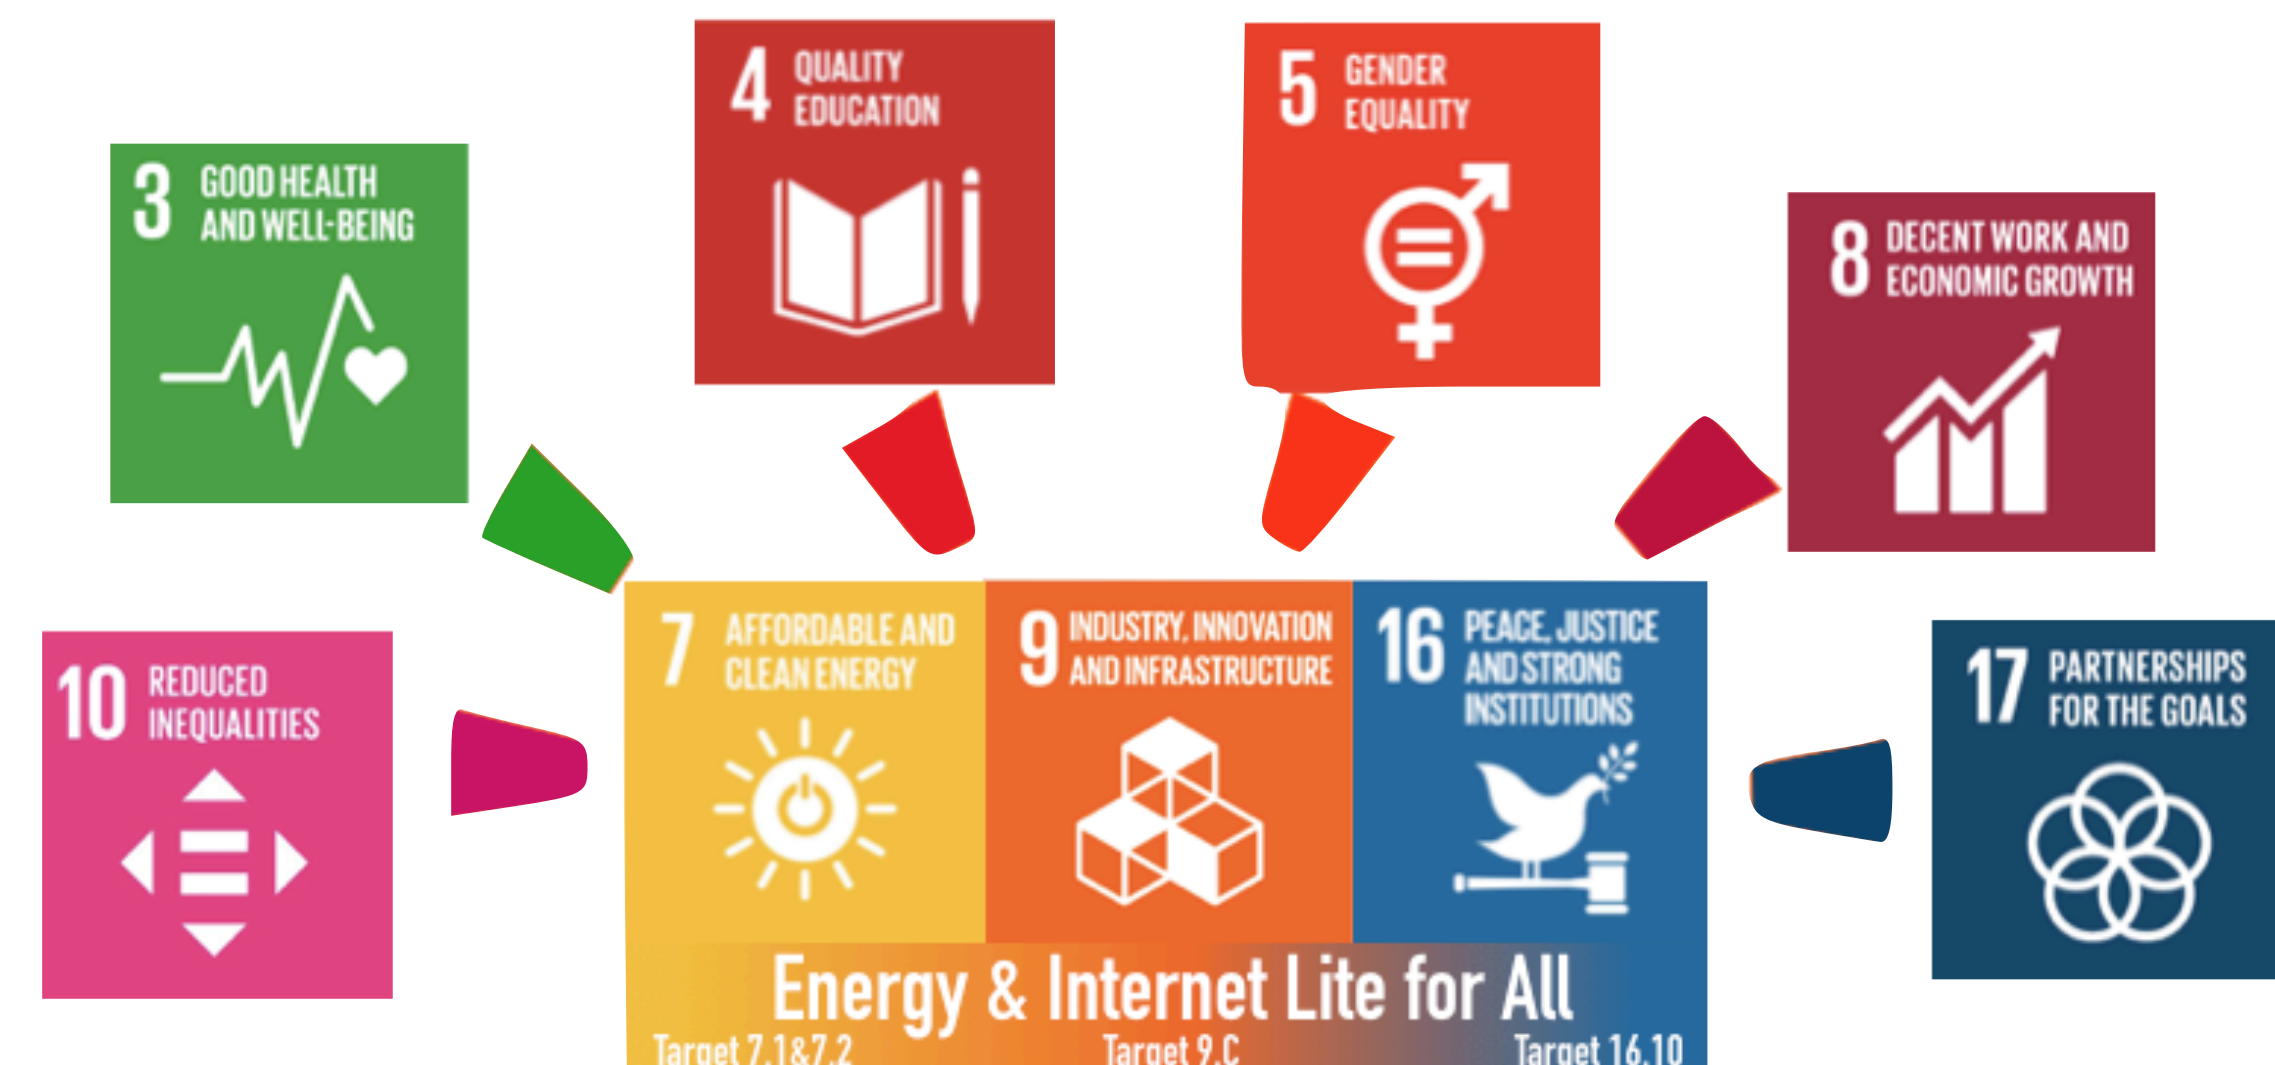 4 QUALITY
EDUCATION
5 GENDER
EQUALITY
3 GOOD HEALTH
AND WELL-BEING
8 DECENT WORK AND
ECONOMIC GROWTH
10 REDUCED
INEQUALITIES
7 AFFORDABLE AND
CLEAN ENERGY
9 INDUSTRY, INNOVATION
AND INFRASTRUCTURE
16 PEACE, JUSTICE
AND STRONG
INSTITUTIONS
17 PARTNERSHIPS
FOR THE GOALS
Energy & Internet Lite for All
Target 7.1&7.2
Target 9.C
Target 16.10